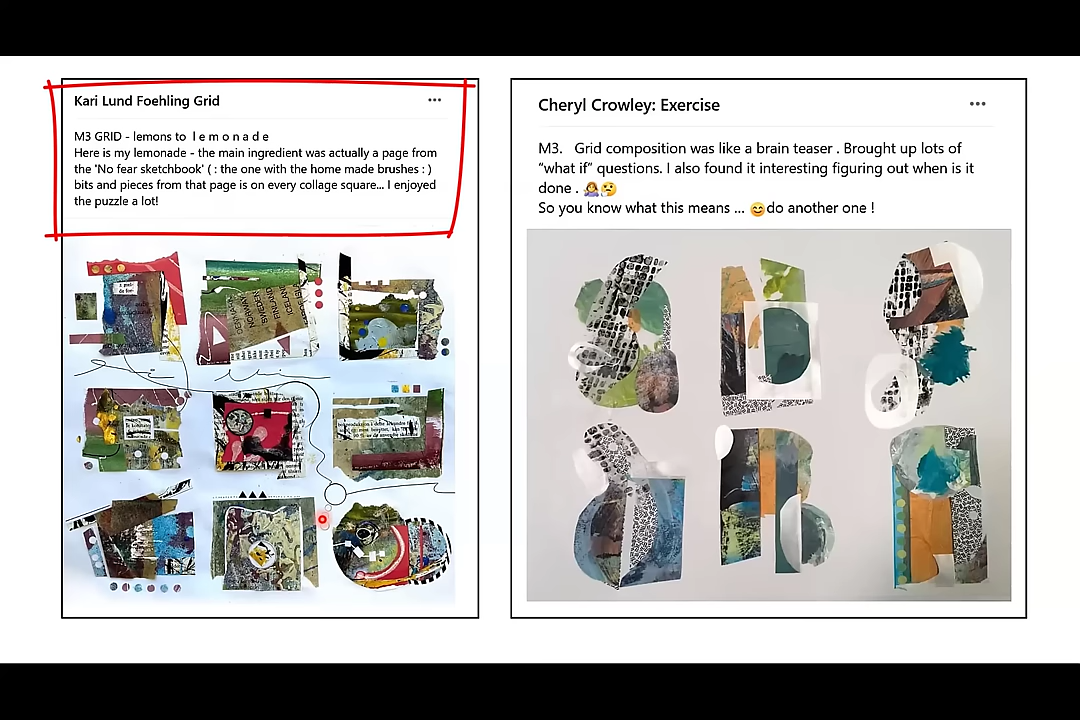 Kari Lund Foehling Grid
M3 GRID - lemons to l e m o n a d e
Here is my lemonade - the main ingredient was actually a page from
the 'No fear sketchbook' ( : the one with the home made brushes : )
bits and pieces from that page is on every collage square... I enjoyed
the puzzle a lot!
NORWAY
SWEDEN
FINLAND
ICELAND
Cheryl Crowley: Exercise
M3. Grid composition was like a brain teaser . Brought up lots of
“what if” questions. I also found it interesting figuring out when is it
done . 🤷‍♀️🤔
So you know what this means ... 😊do another one !